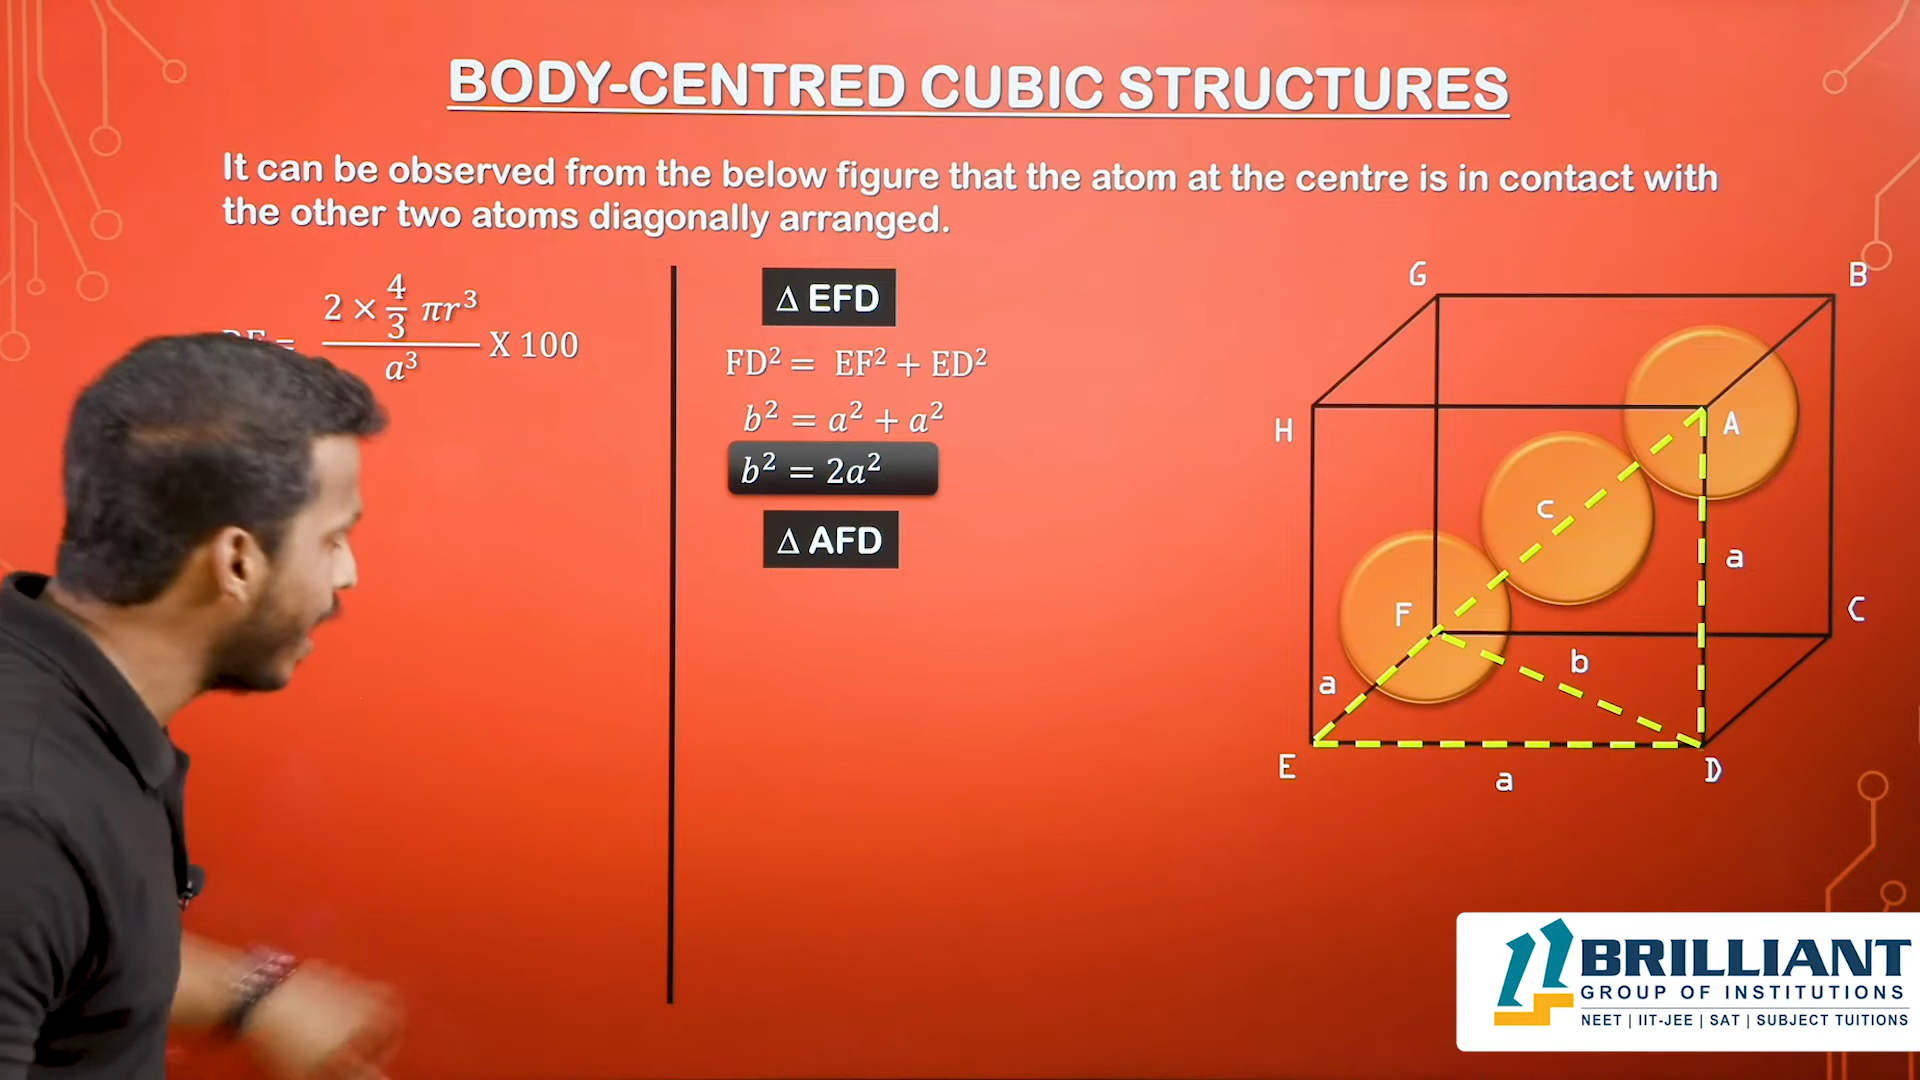 BODY-CENTRED CUBIC STRUCTURES
It can be observed from the below figure that the atom at the centre is in contact with
the other two atoms diagonally arranged.
= \frac{2 × \frac{4}{3} πr³}{a³} X 100
Δ EFD
FD² = EF² + ED²
b² = a² + a²
b² = 2a²
Δ AFD
G
B
H
A
c
a
F
C
b
a
E
a
D
BRILLIANT
GROUP OF INSTITUTIONS
NEET | IIT-JEE | SAT | SUBJECT TUITIONS